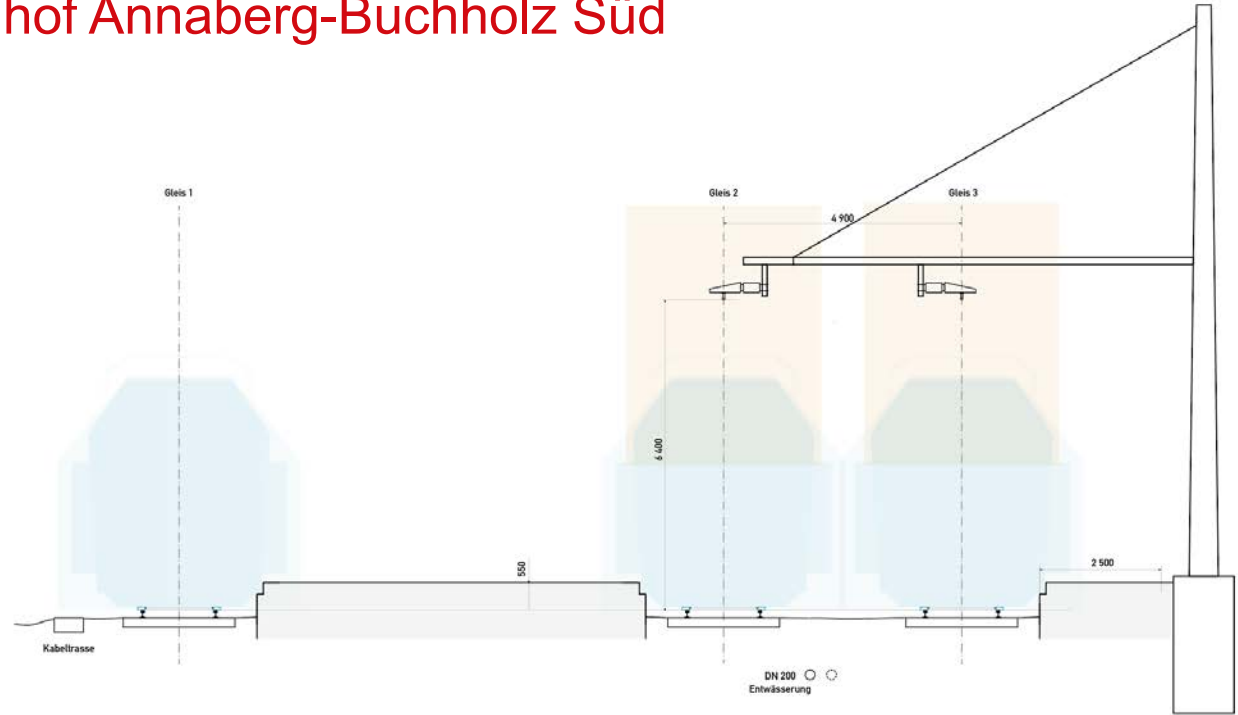 hof Annaberg-Buchholz Süd
Gleis 1
Gleis 2
Gleis 3
4 900
6 400
550
2 500
Kabeltrasse
DN 200
Entwässerung